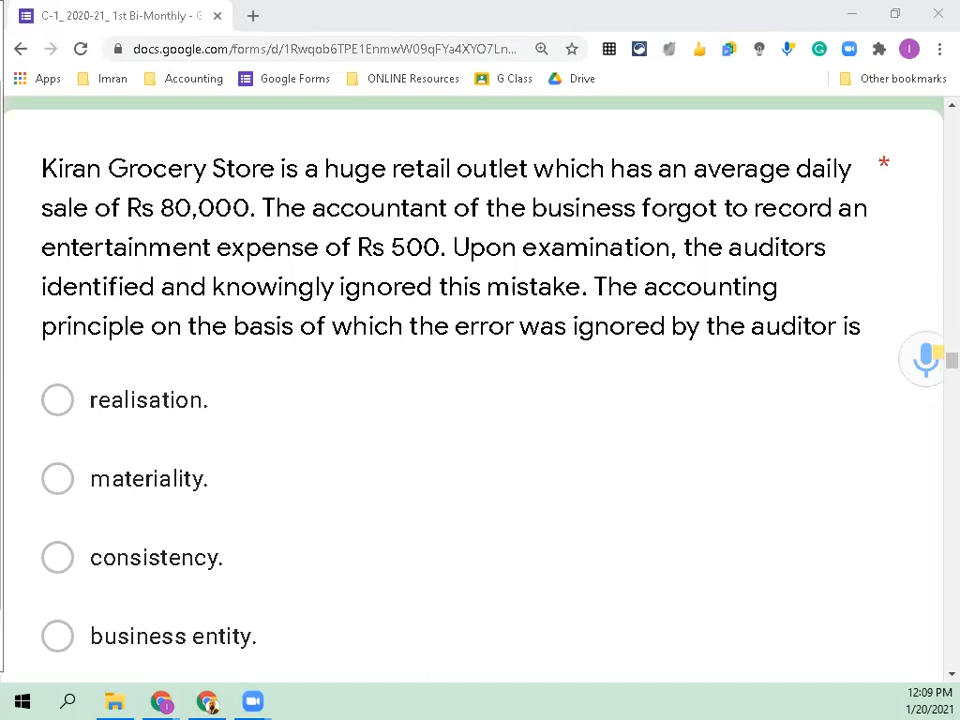 C-1_ 2020-21_ 1st Bi-Monthly - G
docs.google.com/forms/d/1Rwqob6TPE1EnmwW09qFYa4XYO7Ln...
Apps Imran Accounting Google Forms ONLINE Resources G Class Drive Other bookmarks
Kiran Grocery Store is a huge retail outlet which has an average daily *
sale of Rs 80,000. The accountant of the business forgot to record an
entertainment expense of Rs 500. Upon examination, the auditors
identified and knowingly ignored this mistake. The accounting
principle on the basis of which the error was ignored by the auditor is
realisation.
materiality.
consistency.
business entity.
12:09 PM
1/20/2021